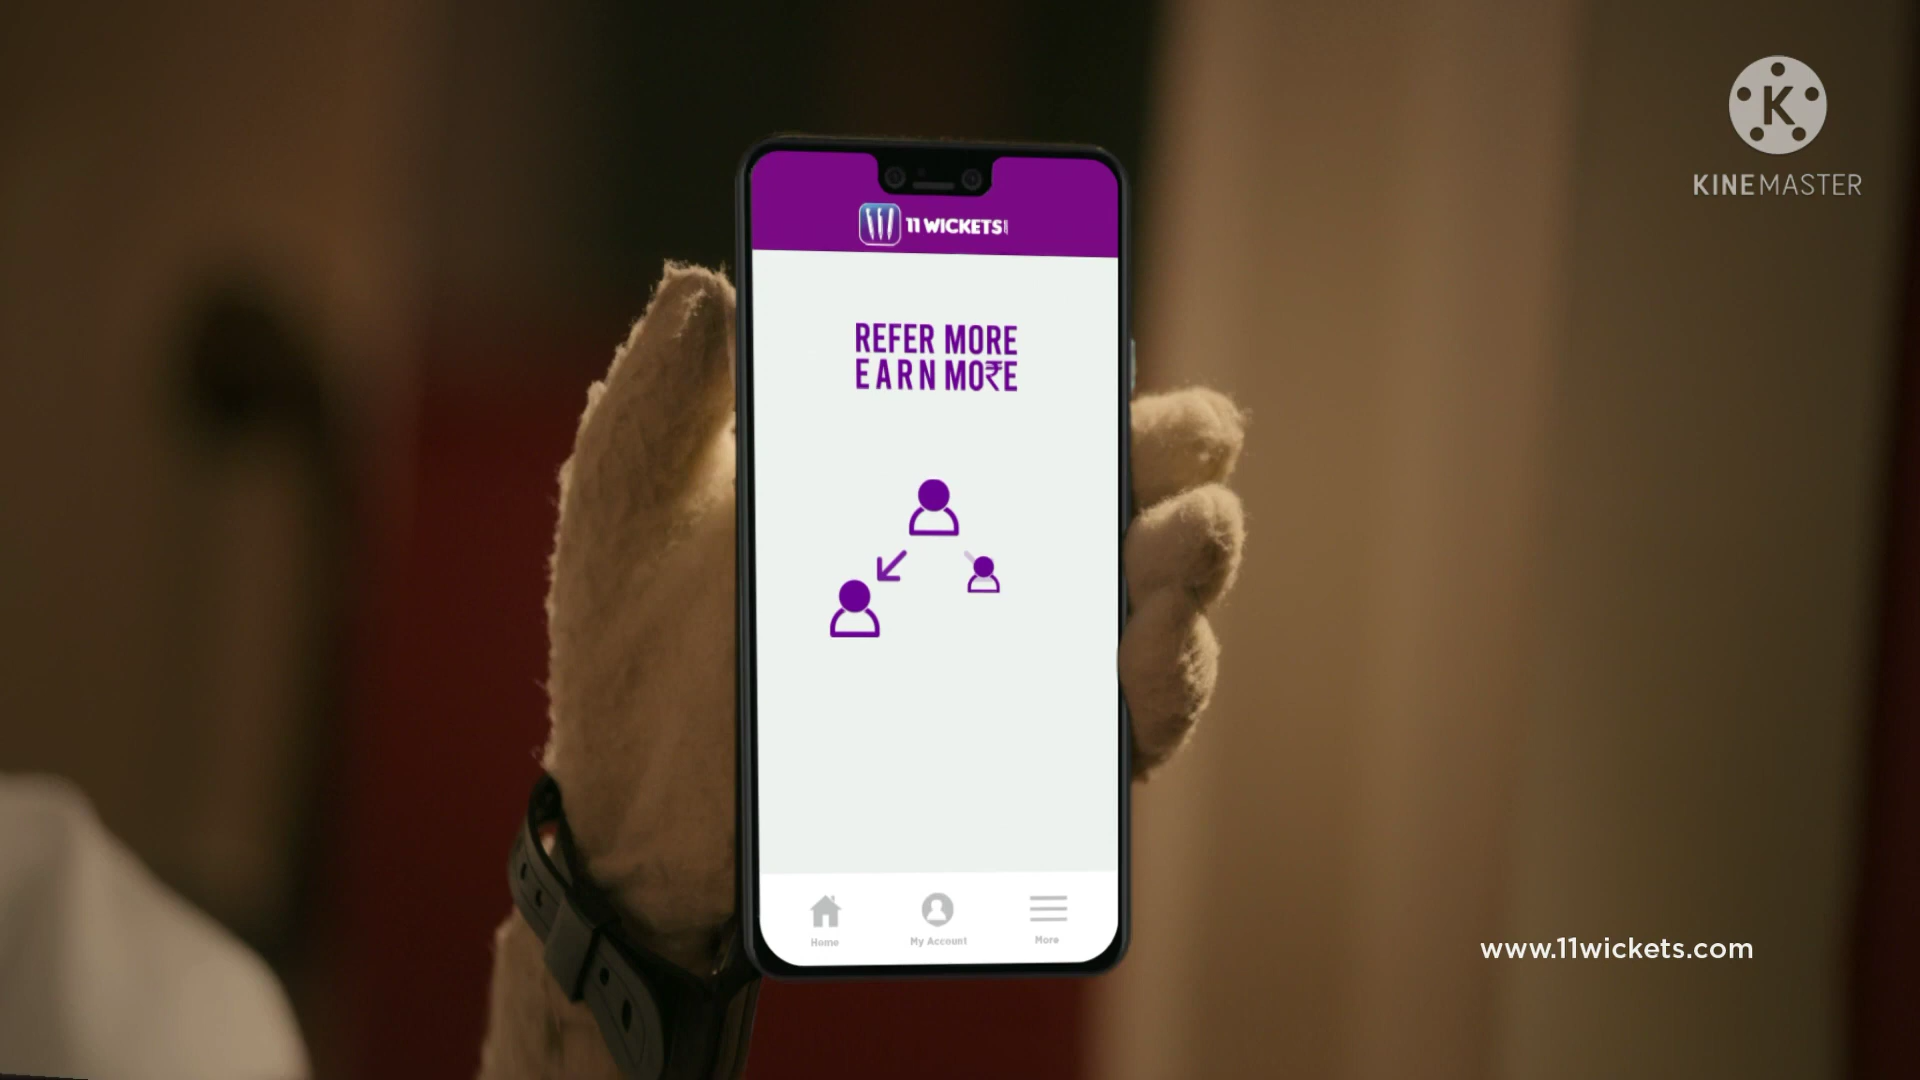 K
KINEMASTER
11 WICKETS
REFER MORE
EARN MO₹E
Home
My Account
More
www.11wickets.com